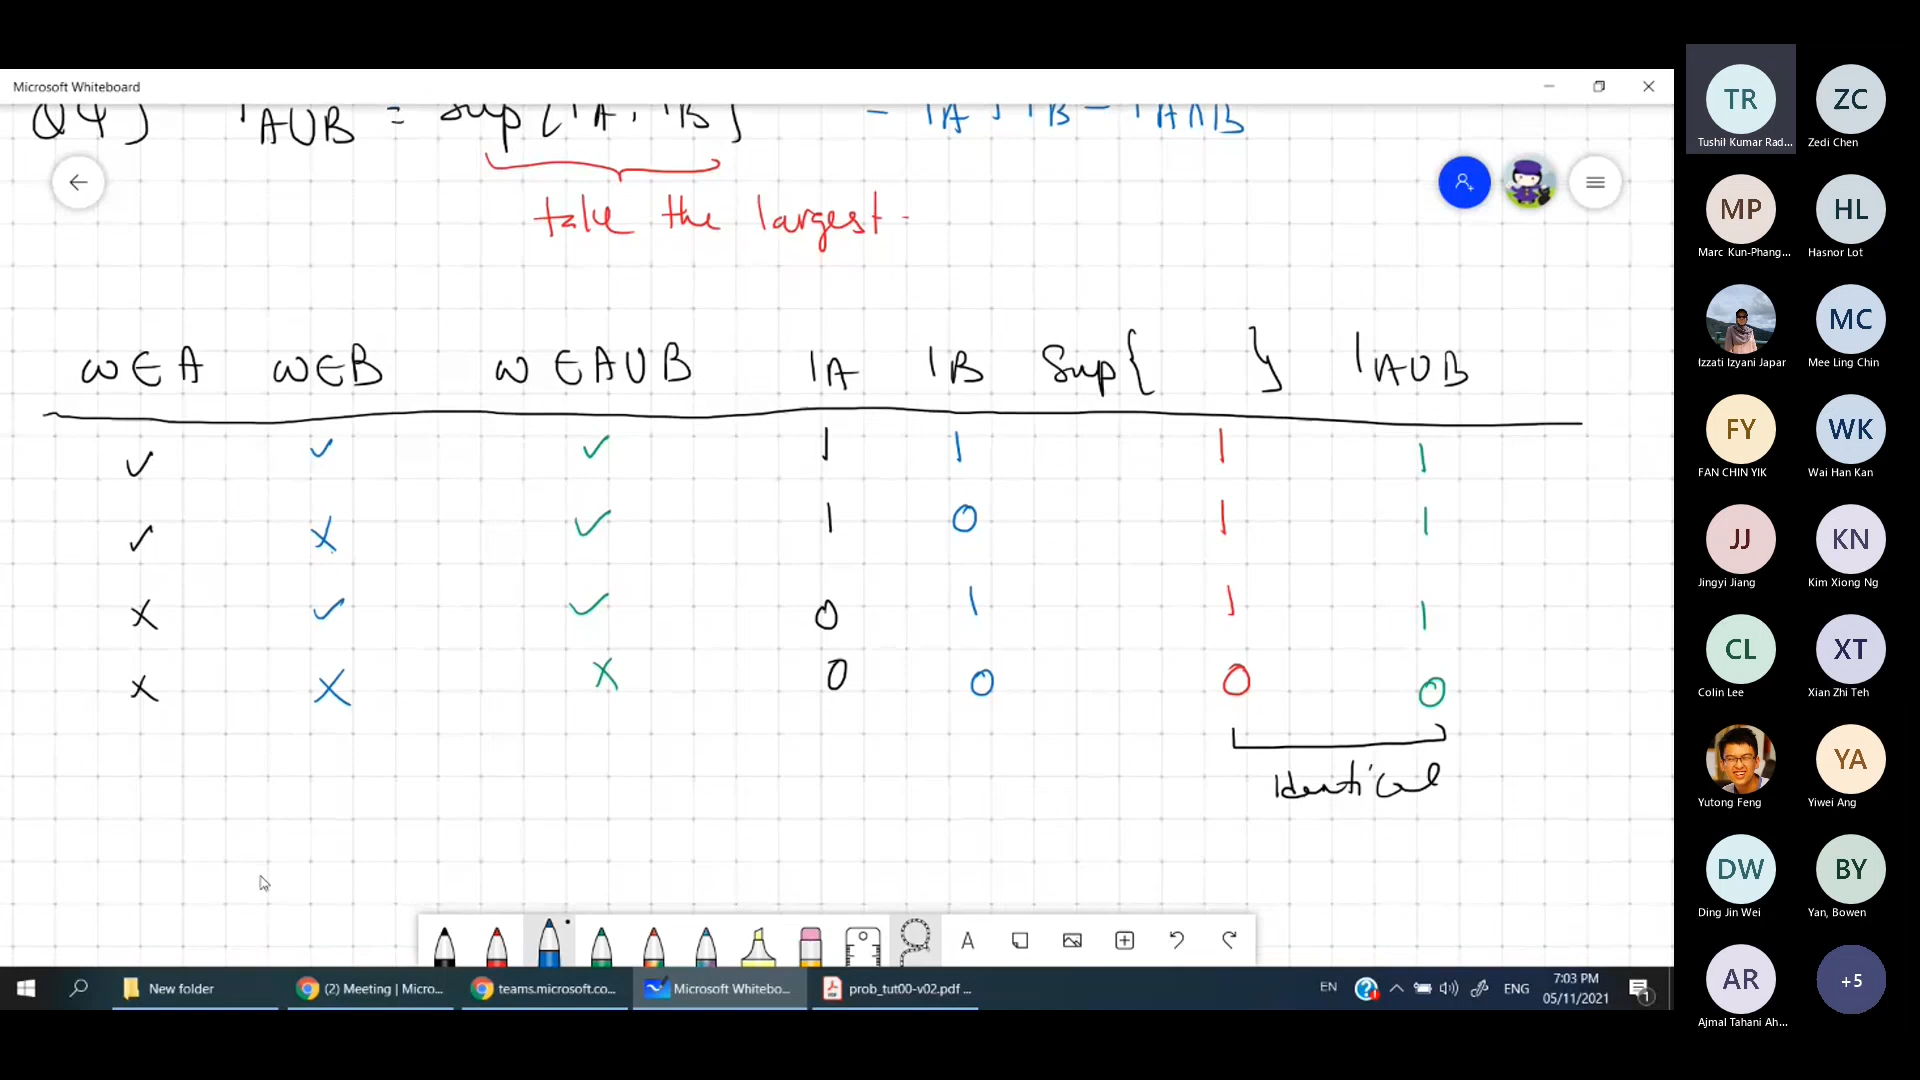 Microsoft Whiteboard
Q4) 1A∪B = sup{1A, 1B} = 1A + 1B - 1A∩B
take the largest.
ω∈A ω∈B ω∈A∪B 1A 1B Sup{ } 1A∪B
✓ ✓ ✓ 1 1 1 1
✓ X ✓ 1 0 1 1
X ✓ ✓ 0 1 1 1
X X X 0 0 0 0
Identical
A
New folder
(2) Meeting | Micro...
teams.microsoft.co...
Microsoft Whitebo...
prob_tut00-v02.pdf ...
EN
ENG
7:03 PM
05/11/2021
1
TR ZC
Tushil Kumar Rad... Zedi Chen
MP HL
Marc Kun-Phang... Hasnor Lot
MC
Izzati Izyani Japar Mee Ling Chin
FY WK
FAN CHIN YIK Wai Han Kan
JJ KN
Jingyi Jiang Kim Xiong Ng
CL XT
Colin Lee Xian Zhi Teh
YA
Yutong Feng Yiwei Ang
DW BY
Ding Jin Wei Yan, Bowen
AR +5
Ajmal Tahani Ah...